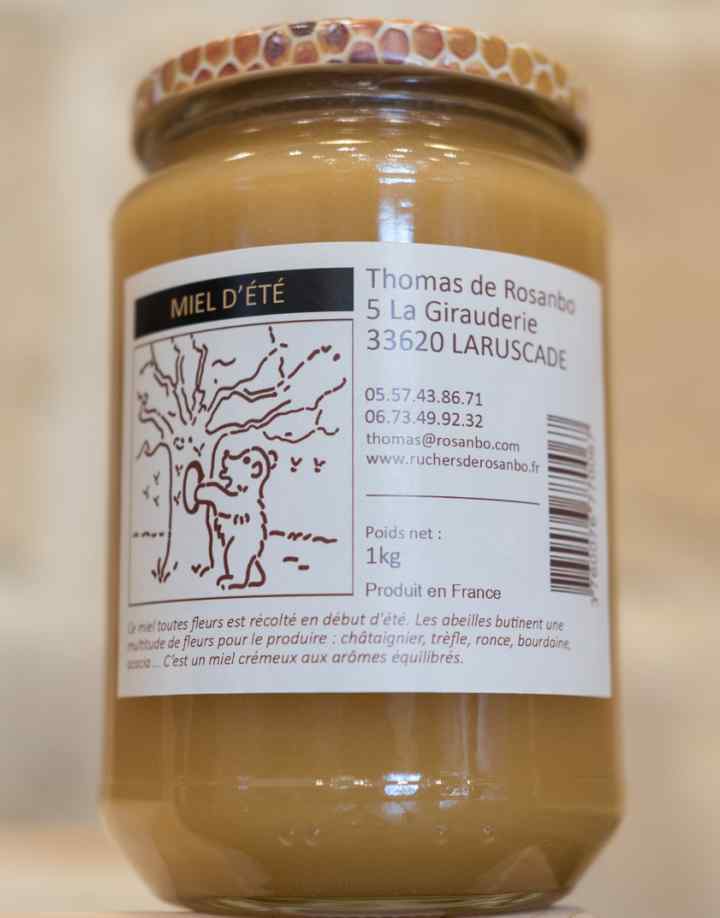 MIEL D'ÉTÉ
Thomas de Rosanbo
5 La Girauderie
33620 LARUSCADE
05.57.43.86.71
06.73.49.92.32
thomas@rosanbo.com
www.ruchersderosanbo.fr
Poids net :
1kg
Produit en France
Ce miel toutes fleurs est récolté en début d'été. Les abeilles butinent une
multitude de fleurs pour le produire : châtaignier, trèfle, ronce, bourdaine,
acacia ... C'est un miel crémeux aux arômes équilibrés.